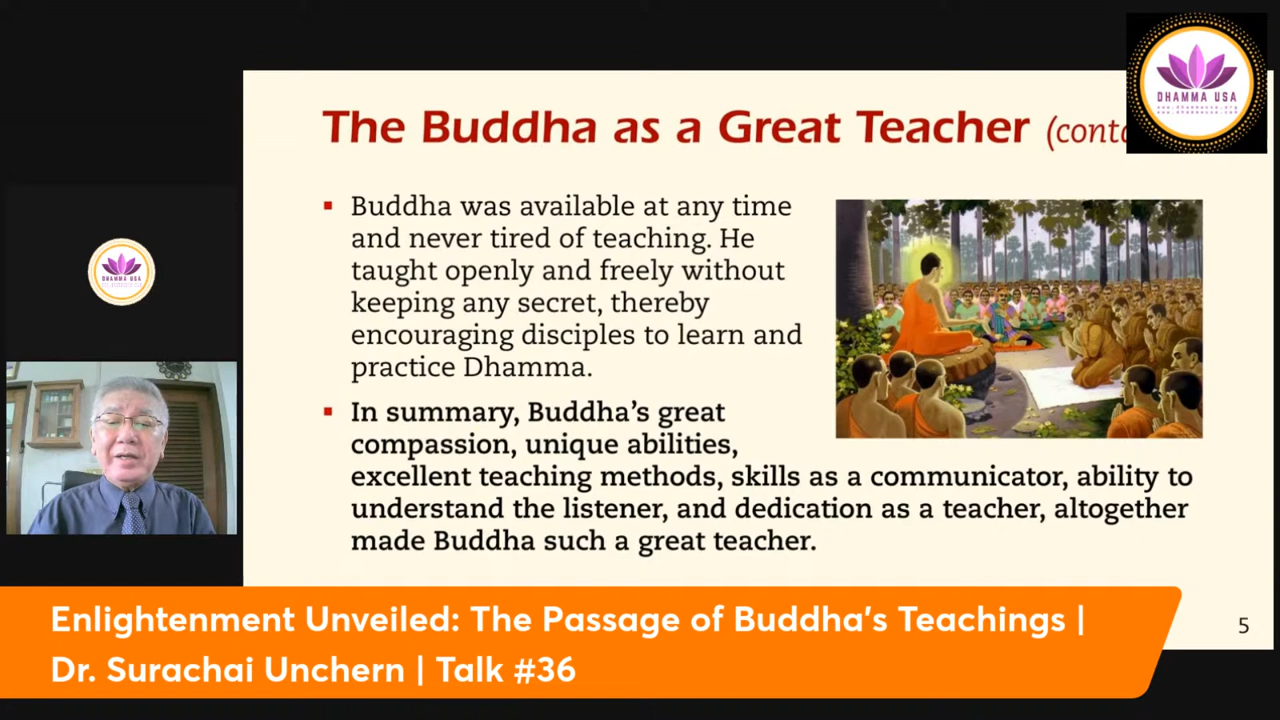 DHAMMA USA
The Buddha as a Great Teacher (conto
▪ Buddha was available at any time
and never tired of teaching. He
taught openly and freely without
keeping any secret, thereby
encouraging disciples to learn and
practice Dhamma.
▪ In summary, Buddha's great
compassion, unique abilities,
excellent teaching methods, skills as a communicator, ability to
understand the listener, and dedication as a teacher, altogether
made Buddha such a great teacher.
DHAMMA USA
5
Enlightenment Unveiled: The Passage of Buddha's Teachings |
Dr. Surachai Unchern | Talk #36